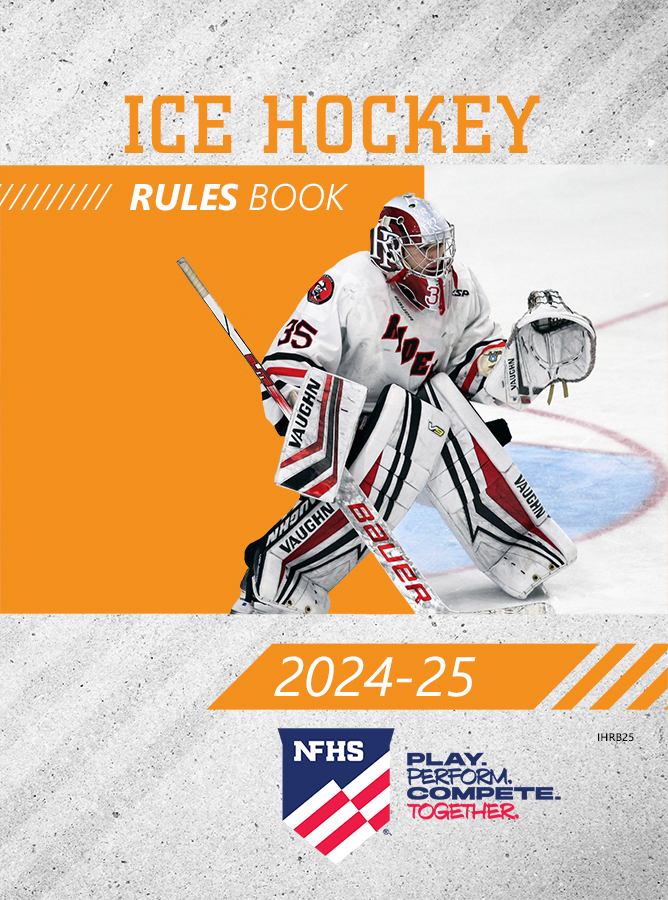 ICE HOCKEY
RULES BOOK
35
3
VAUGHN
VAUGHN
VAUGHN
VAUGHN
VAUGHN
BAUER
2024-25
IHRB25
NFHS
PLAY.
PERFORM.
COMPETE.
TOGETHER.